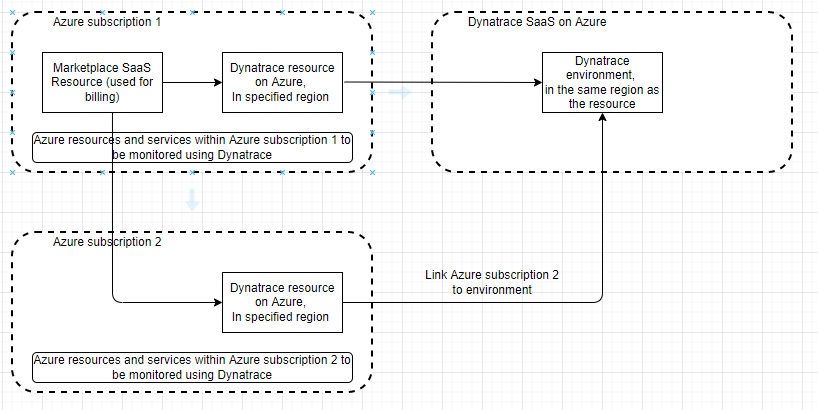 Azure subscription 1
Marketplace SaaS
Resource (used for
billing)
Dynatrace resource
on Azure,
In specified region
Azure resources and services within Azure subscription 1 to
be monitored using Dynatrace
Dynatrace SaaS on Azure
Dynatrace
environment,
in the same region as
the resource
Azure subscription 2
Dynatrace resource
on Azure,
In specified region
Link Azure subscription 2
to environment
Azure resources and services within Azure subscription 2 to
be monitored using Dynatrace